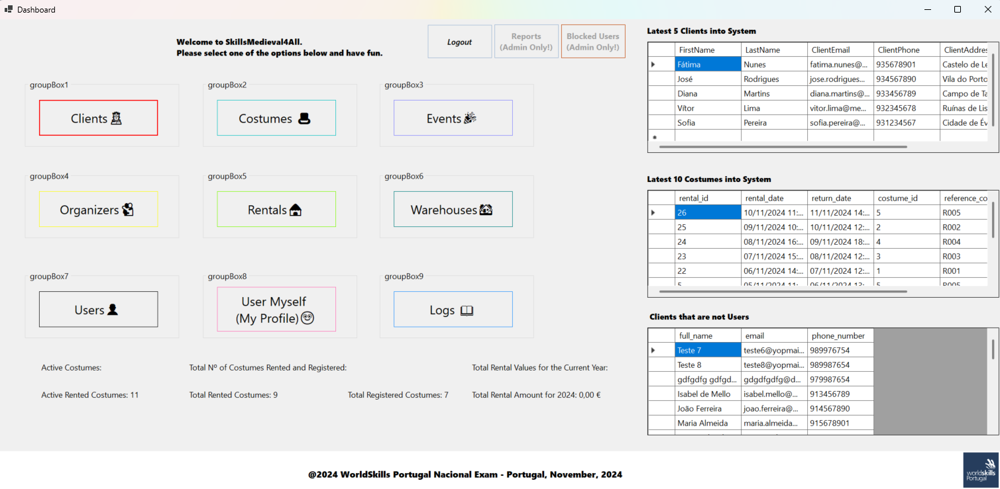 Dashboard
Welcome to SkillsMedieval4All.
Please select one of the options below and have fun.
Logout
Reports
(Admin Only!)
Blocked Users
(Admin Only!)
groupBox1
Clients
groupBox2
Costumes
groupBox3
Events
groupBox4
Organizers
groupBox5
Rentals
groupBox6
Warehouses
groupBox7
Users
groupBox8
User Myself
(My Profile)
groupBox9
Logs
Active Costumes:
Total Nº of Costumes Rented and Registered:
Total Rental Values for the Current Year:
Active Rented Costumes: 11
Total Rented Costumes: 9
Total Registered Costumes: 7
Total Rental Amount for 2024: 0,00 €
Latest 5 Clients into System
FirstName LastName ClientEmail ClientPhone ClientAddres
Fátima Nunes fatima.nunes@... 935678901 Castelo de Le
José Rodrigues jose.rodrigues... 934567890 Vila do Porto
Diana Martins diana.martins@... 933456789 Campo de Ta
Vítor Lima vitor.lima@me... 932345678 Ruínas de Lis
Sofia Pereira sofia.pereira@... 931234567 Cidade de Év
Latest 10 Costumes into System
rental_id rental_date return_date costume_id reference_co
26 10/11/2024 11:... 11/11/2024 14:... 5 R005
25 09/11/2024 10:... 10/11/2024 12:... 2 R002
24 08/11/2024 16:... 09/11/2024 18:... 4 R004
23 07/11/2024 15:... 08/11/2024 12:... 3 R003
22 06/11/2024 14:... 07/11/2024 12:... 1 R001
5 05/11/2024 11:... 06/11/2024 13:... 5 R005
Clients that are not Users
full_name email phone_number
Teste 7 teste6@yopmai... 989976754
Teste 8 teste8@yopmai... 989987654
gdfgdfg gdfgd... gdgdfgdfg@d... 979987654
Isabel de Mello isabel.mello@... 913456789
João Ferreira joao.ferreira@... 914567890
Maria Almeida maria.almeida... 915678901
@2024 WorldSkills Portugal Nacional Exam - Portugal, November, 2024
worldskills
Portugal